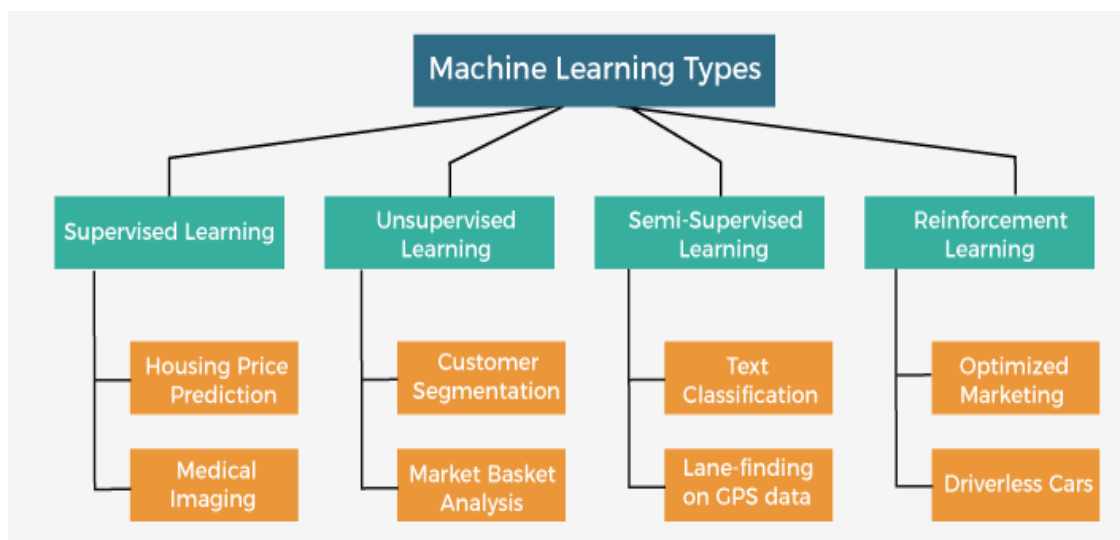 Machine Learning Types
Supervised Learning
Unsupervised
Learning
Semi-Supervised
Learning
Reinforcement
Learning
Housing Price
Prediction
Customer
Segmentation
Text
Classification
Optimized
Marketing
Medical
Imaging
Market Basket
Analysis
Lane-finding
on GPS data
Driverless Cars